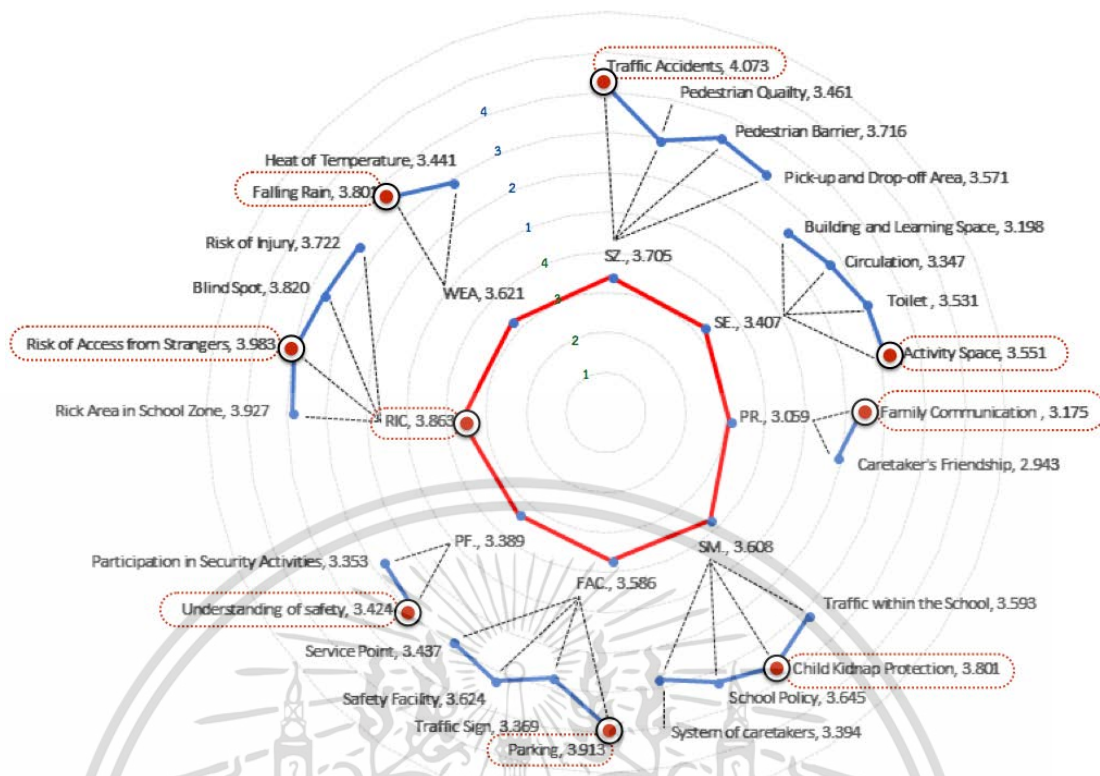 Traffic Accidents, 4.073
Pedestrian Quailty, 3.461
4
Pedestrian Barrier, 3.716
3
Heat of Temperature, 3.441
Pick-up and Drop-off Area, 3.571
2
Falling Rain, 3.801
Building and Learning Space, 3.198
1
Risk of Injury, 3.722
SZ., 3.705
Circulation, 3.347
4
Blind Spot, 3.820
WEA, 3.621
Toilet , 3.531
3
SE., 3.407
Risk of Access from Strangers, 3.983
2
Activity Space, 3.551
1
Rick Area in School Zone, 3.927
RIC, 3.863
PR., 3.059
Family Communication , 3.175
Caretaker's Friendship, 2.943
PF., 3.389
SM., 3.608
Participation in Security Activities, 3.353
FAC., 3.586
Understanding of safety, 3.424
Traffic within the School, 3.593
Service Point, 3.437
Child Kidnap Protection, 3.801
Safety Facility, 3.624
School Policy, 3.645
Traffic Sign, 3.369
System of caretakers, 3.394
Parking, 3.913